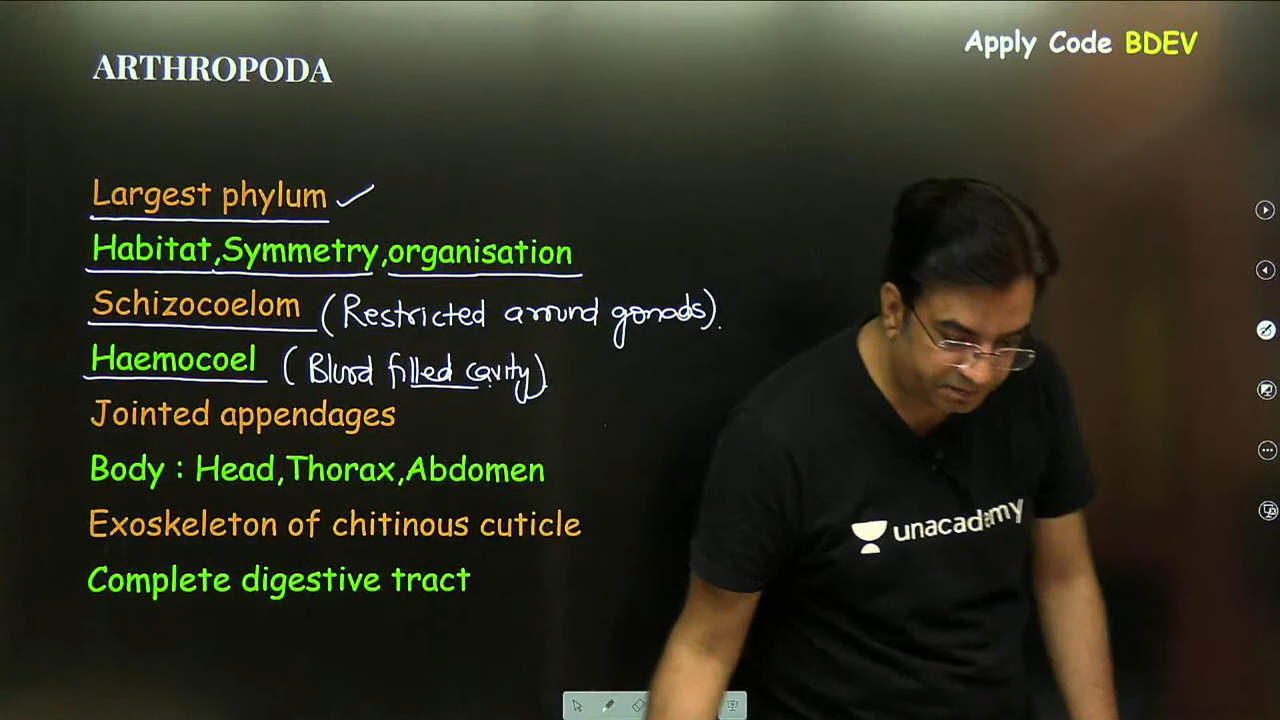 Apply Code BDEV
ARTHROPODA
Largest phylum
Habitat,Symmetry,organisation
Schizocoelom (Restricted around gonads).
Haemocoel (Blood filled cavity)
Jointed appendages
Body : Head,Thorax,Abdomen
Exoskeleton of chitinous cuticle
Complete digestive tract
unacademy